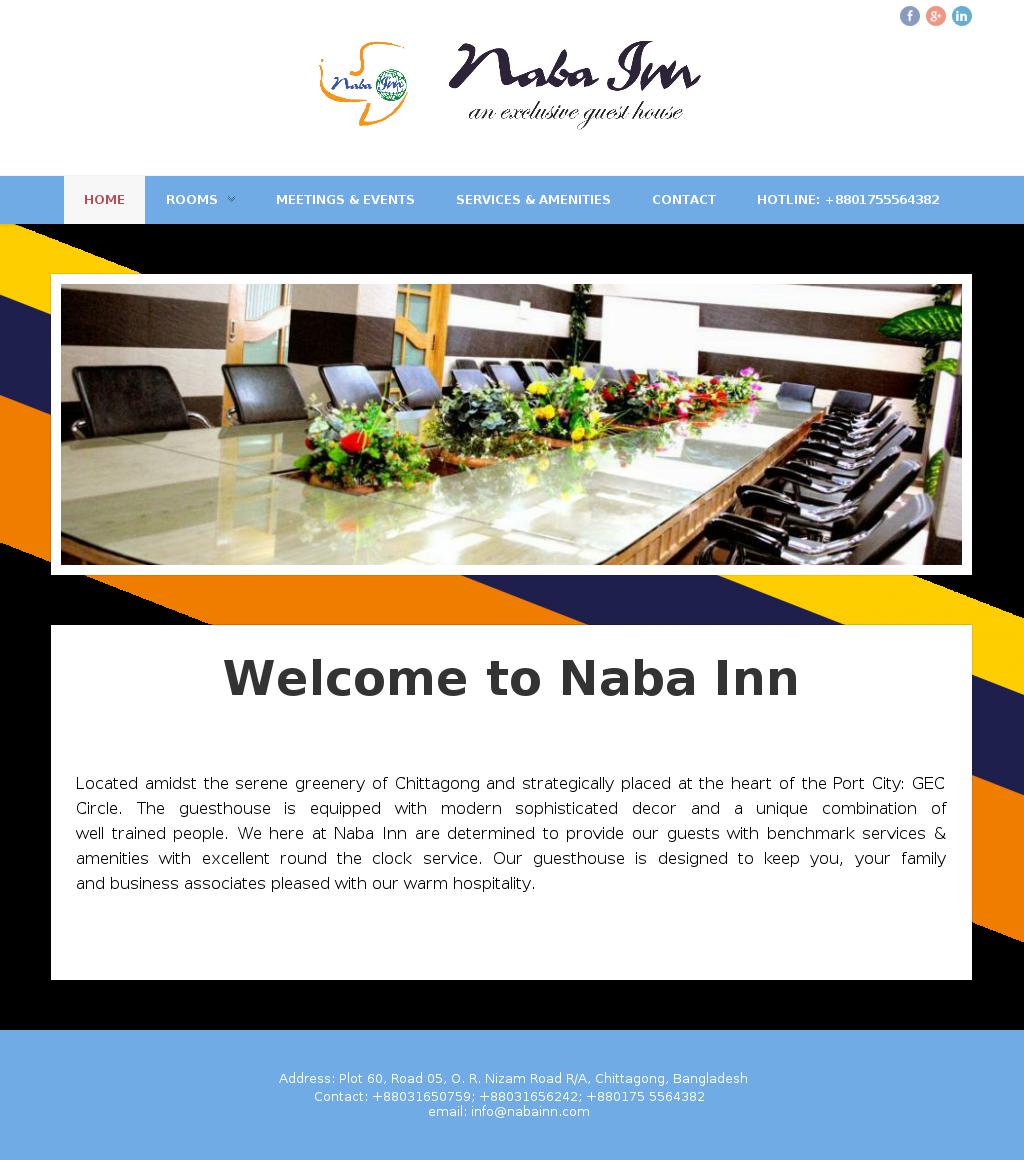 f g+ in
Naba Inn
Naba Inn
an exclusive guest house
HOME ROOMS MEETINGS & EVENTS SERVICES & AMENITIES CONTACT HOTLINE: +8801755564382
Welcome to Naba Inn
Located amidst the serene greenery of Chittagong and strategically placed at the heart of the Port City: GEC
Circle. The guesthouse is equipped with modern sophisticated decor and a unique combination of
well trained people. We here at Naba Inn are determined to provide our guests with benchmark services &
amenities with excellent round the clock service. Our guesthouse is designed to keep you, your family
and business associates pleased with our warm hospitality.
Address: Plot 60, Road 05, O. R. Nizam Road R/A, Chittagong, Bangladesh
Contact: +88031650759; +88031656242; +880175 5564382
email: info@nabainn.com